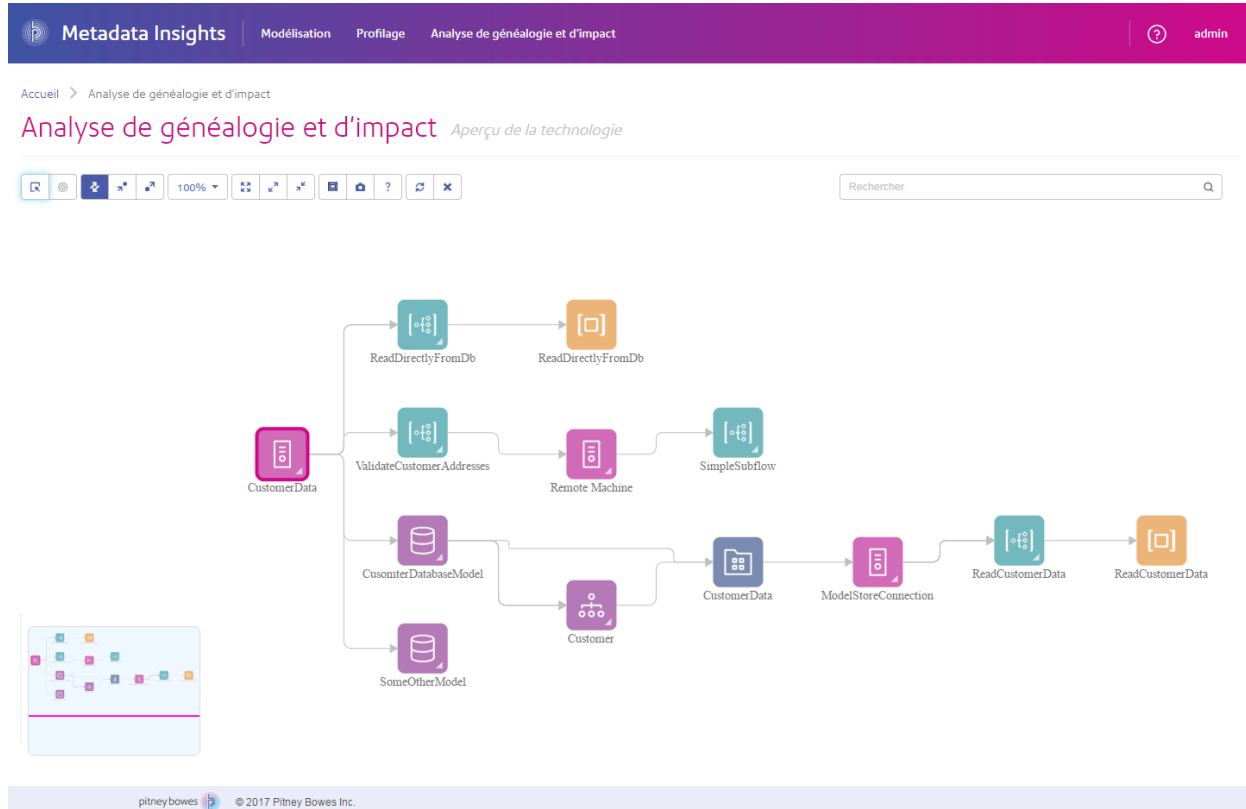 Metadata Insights Modélisation Profilage Analyse de généalogie et d'impact ? admin
Accueil > Analyse de généalogie et d'impact
Analyse de généalogie et d'impact Aperçu de la technologie
100% ? Rechercher
ReadDirectlyFromDb ReadDirectlyFromDb
ValidateCustomerAddresses SimpleSubflow
CustomerData Remote Machine
CusomterDatabaseModel ReadCustomerData ReadCustomerData
CustomerData ModelStoreConnection
Customer
SomeOtherModel
pitney bowes © 2017 Pitney Bowes Inc.